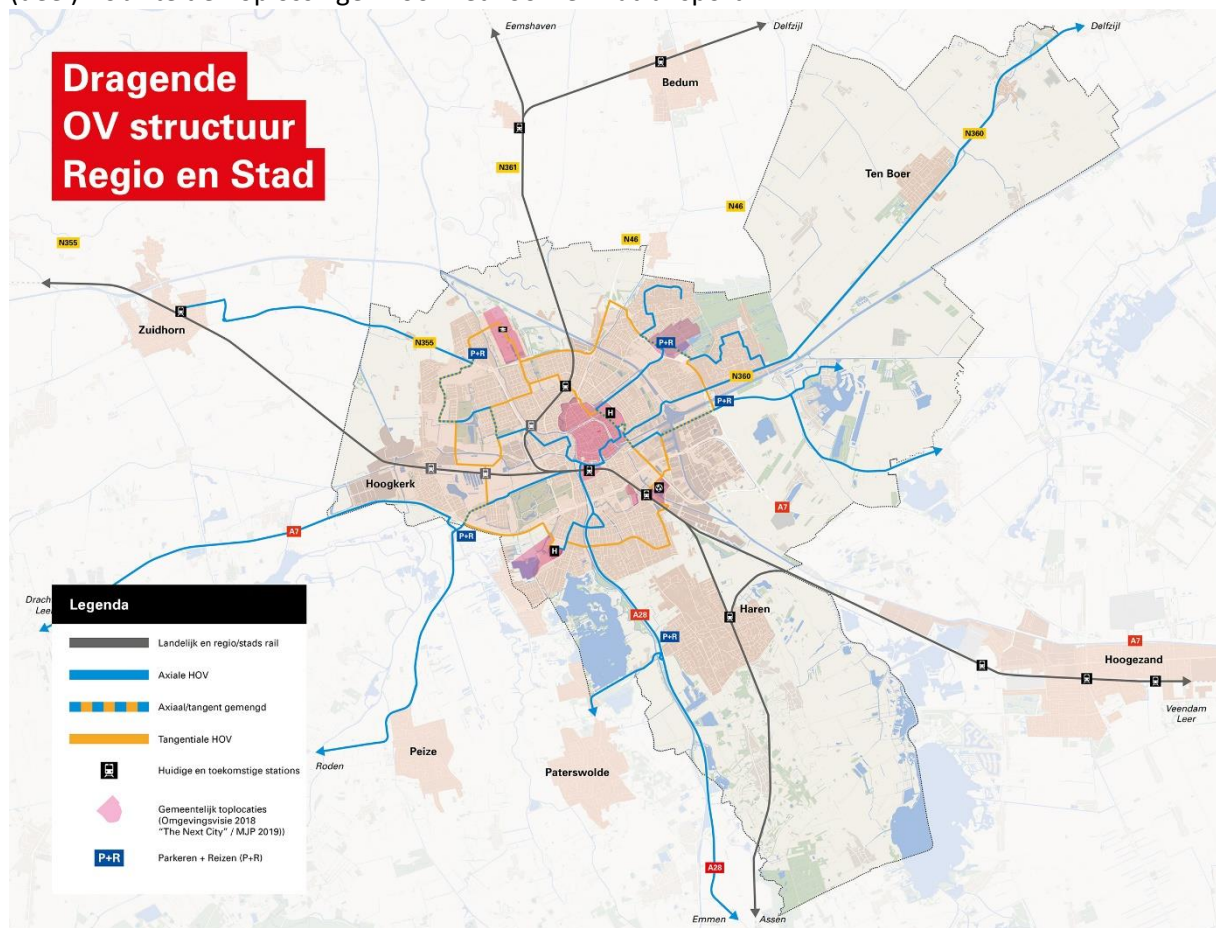 Dragende
OV structuur
Regio en Stad
Eemshaven
Delfzijl
Delfzijl
Bedum
N361
N360
Ten Boer
N46
N46
N355
Zuidhorn
N355
P+R
P+R
N360
P+R
H
Hoogkerk
A7
A7
P+R
H
A28
Haren
P+R
A7
Hoogezand
Veendam
Leer
Peize
Roden
Paterswolde
A28
Emmen
Assen
Legenda
Landelijk en regio/stads rail
Axiale HOV
Axiaal/tangent gemengd
Tangentiale HOV
Huidige en toekomstige stations
Gemeentelijk toplocaties
(Omgevingsvisie 2018
"The Next City" / MJP 2019))
P+R
Parkeren + Reizen (P+R)